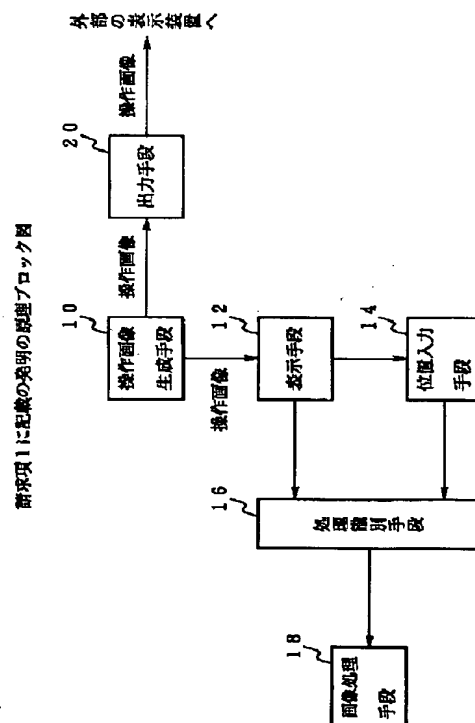 請求項1に記載の発明の原理ブロック図
10
操作画像
生成手段
操作画像
20
出力手段
操作画像
外部の表示装置へ
操作画像
12
表示手段
14
位置入力
手段
16
処理識別手段
18
画像処理
手段